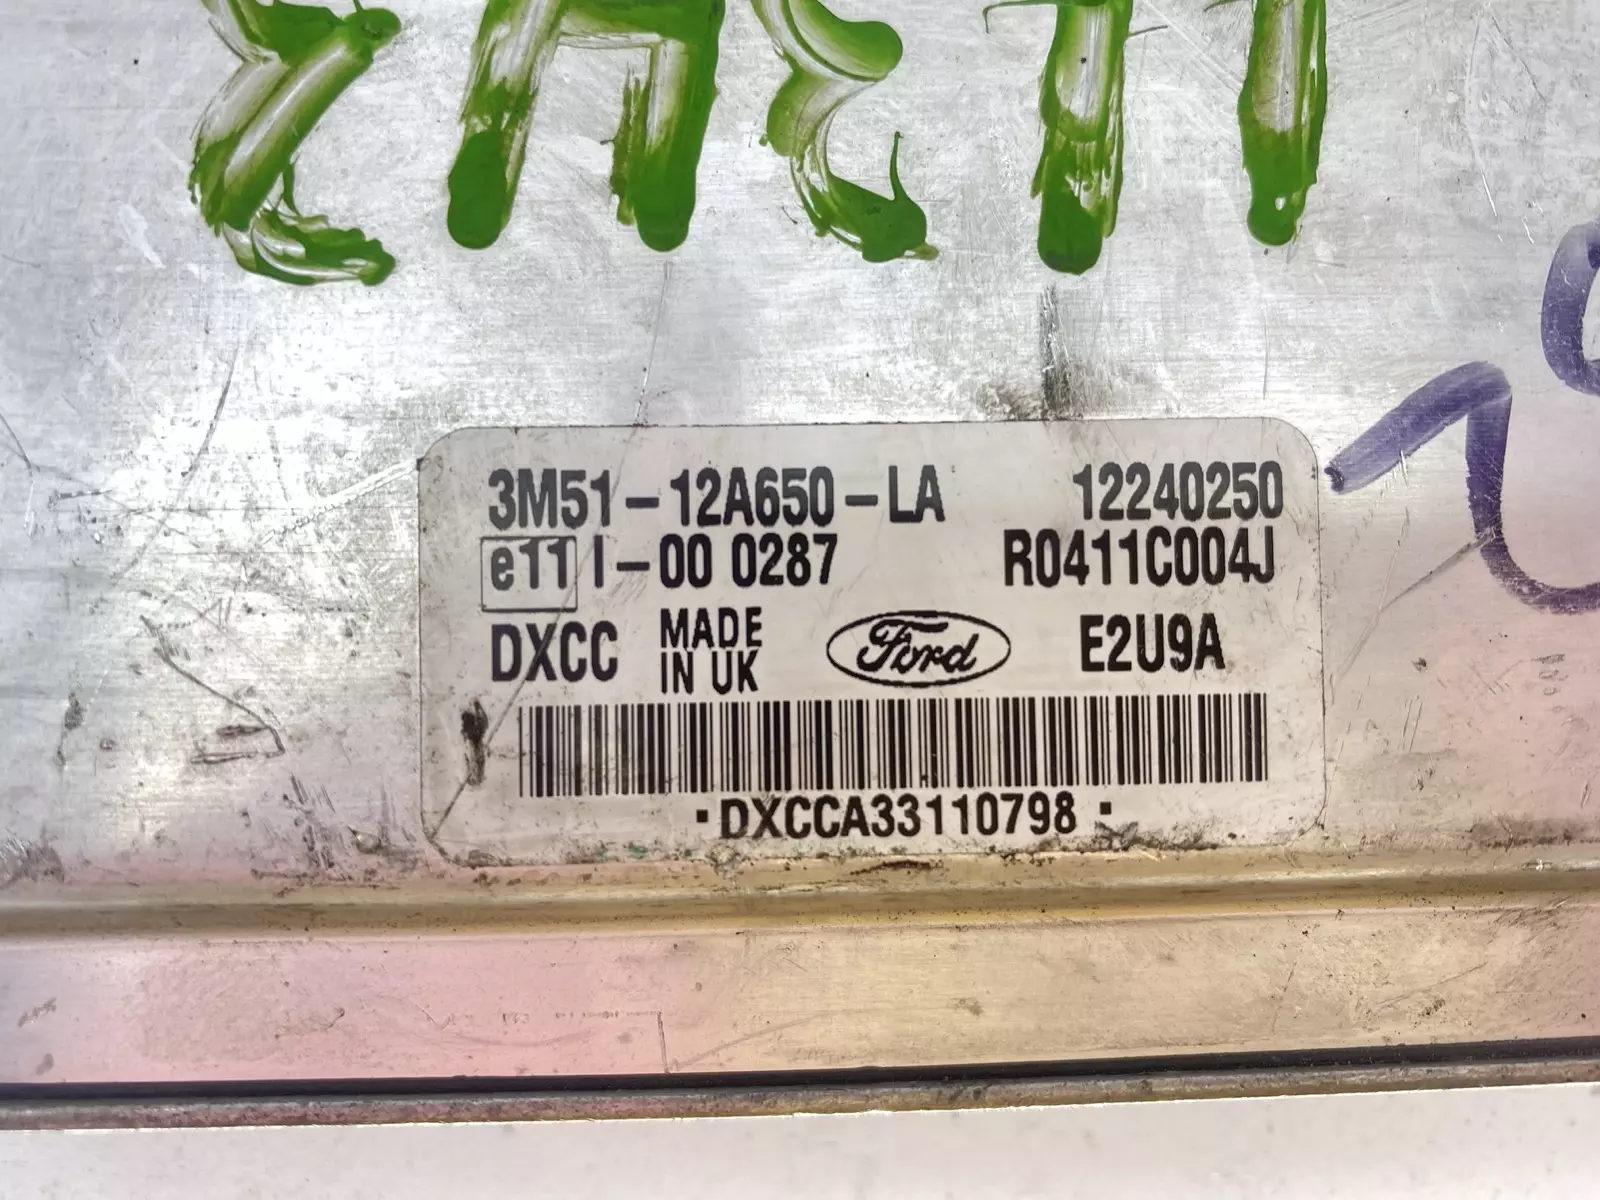 3M51-12A650-LA 12240250
e11 I-00 0287 R0411C004J
DXCC MADE IN UK Ford E2U9A
·DXCCA33110798·